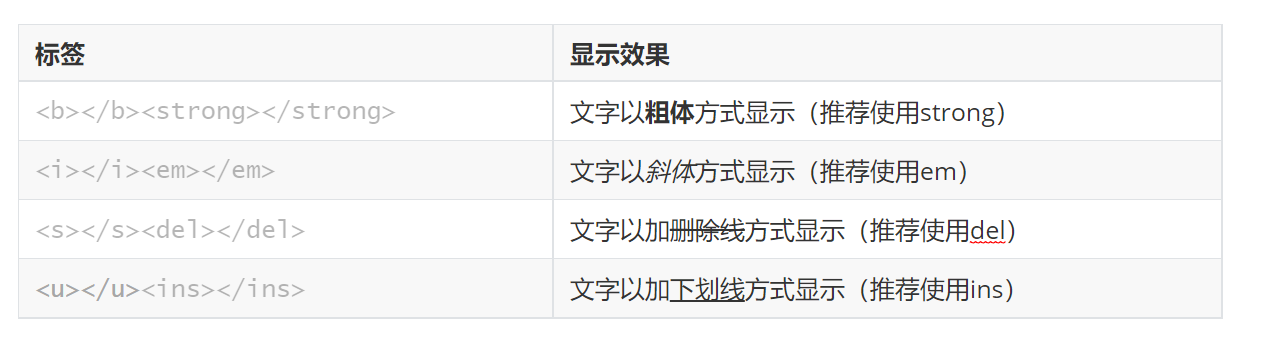 标签 显示效果
<b></b><strong></strong> 文字以粗体方式显示（推荐使用strong）
<i></i><em></em> 文字以斜体方式显示（推荐使用em）
<s></s><del></del> 文字以加删除线方式显示（推荐使用del）
<u></u><ins></ins> 文字以加下划线方式显示（推荐使用ins）